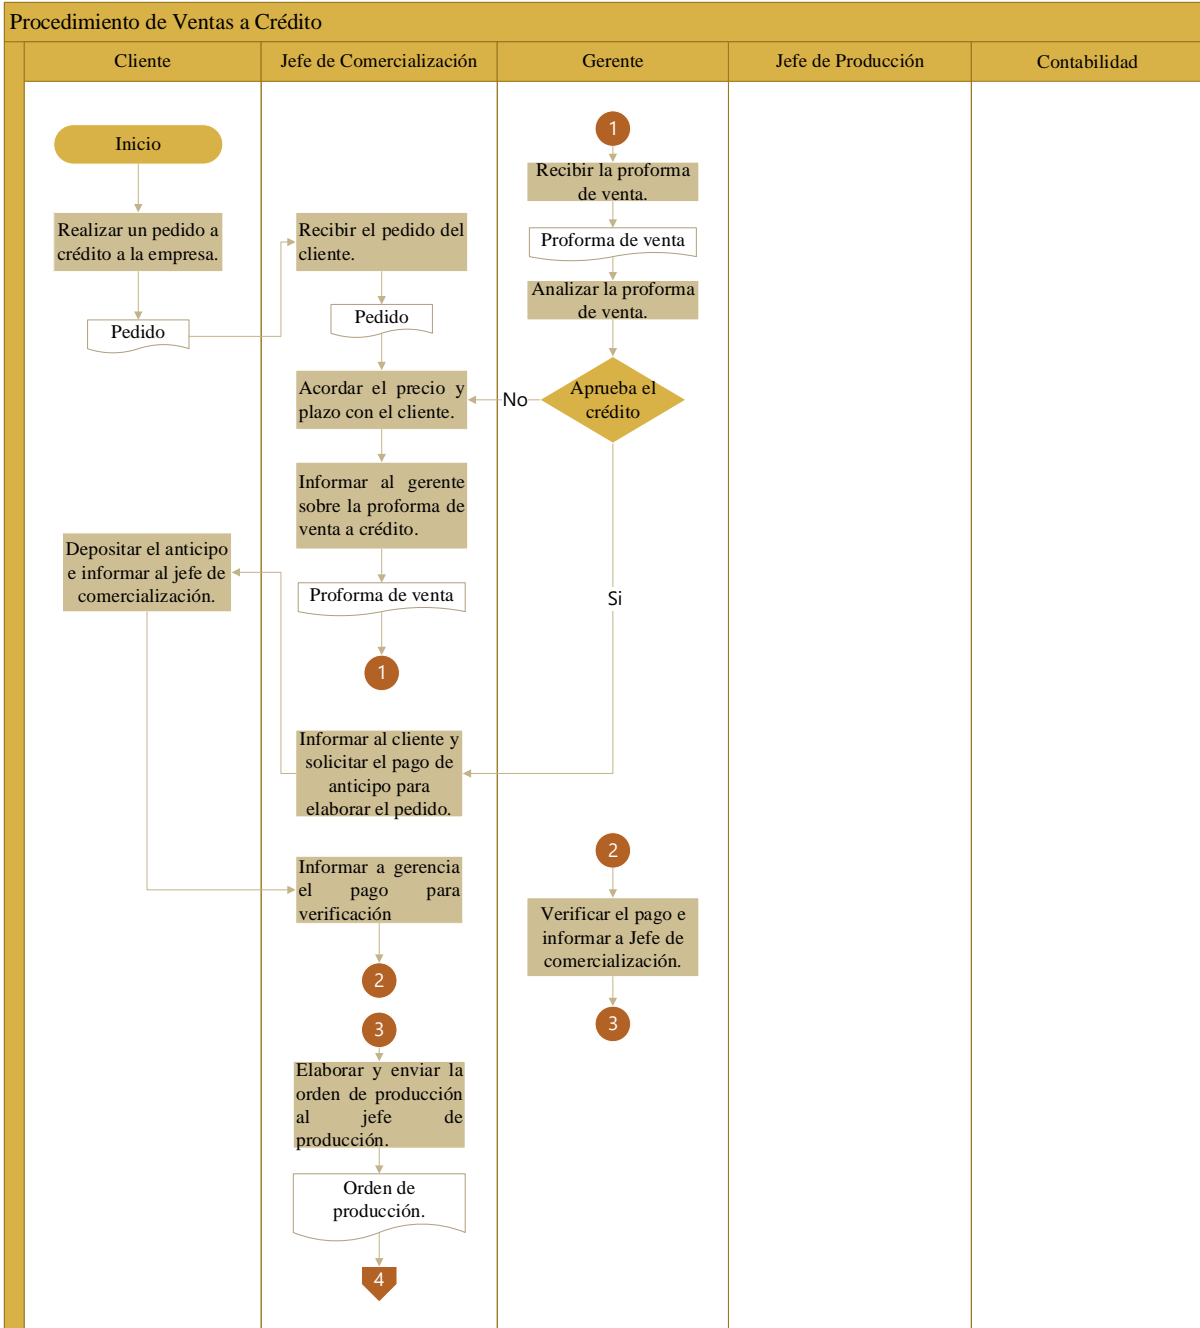 Procedimiento de Ventas a Crédito
Cliente
Jefe de Comercialización
Gerente
Jefe de Producción
Contabilidad
Inicio
Realizar un pedido a
crédito a la empresa.
Pedido
Recibir el pedido del
cliente.
Pedido
Acordar el precio y
plazo con el cliente.
Informar al gerente
sobre la proforma de
venta a crédito.
Proforma de venta
1
1
Recibir la proforma
de venta.
Proforma de venta
Analizar la proforma
de venta.
Aprueba el
crédito
No
Si
Informar al cliente y
solicitar el pago de
anticipo para
elaborar el pedido.
Depositar el anticipo
e informar al jefe de
comercialización.
Informar a gerencia
el pago para
verificación
2
2
Verificar el pago e
informar a Jefe de
comercialización.
3
3
Elaborar y enviar la
orden de producción
al jefe de
producción.
Orden de
producción.
4